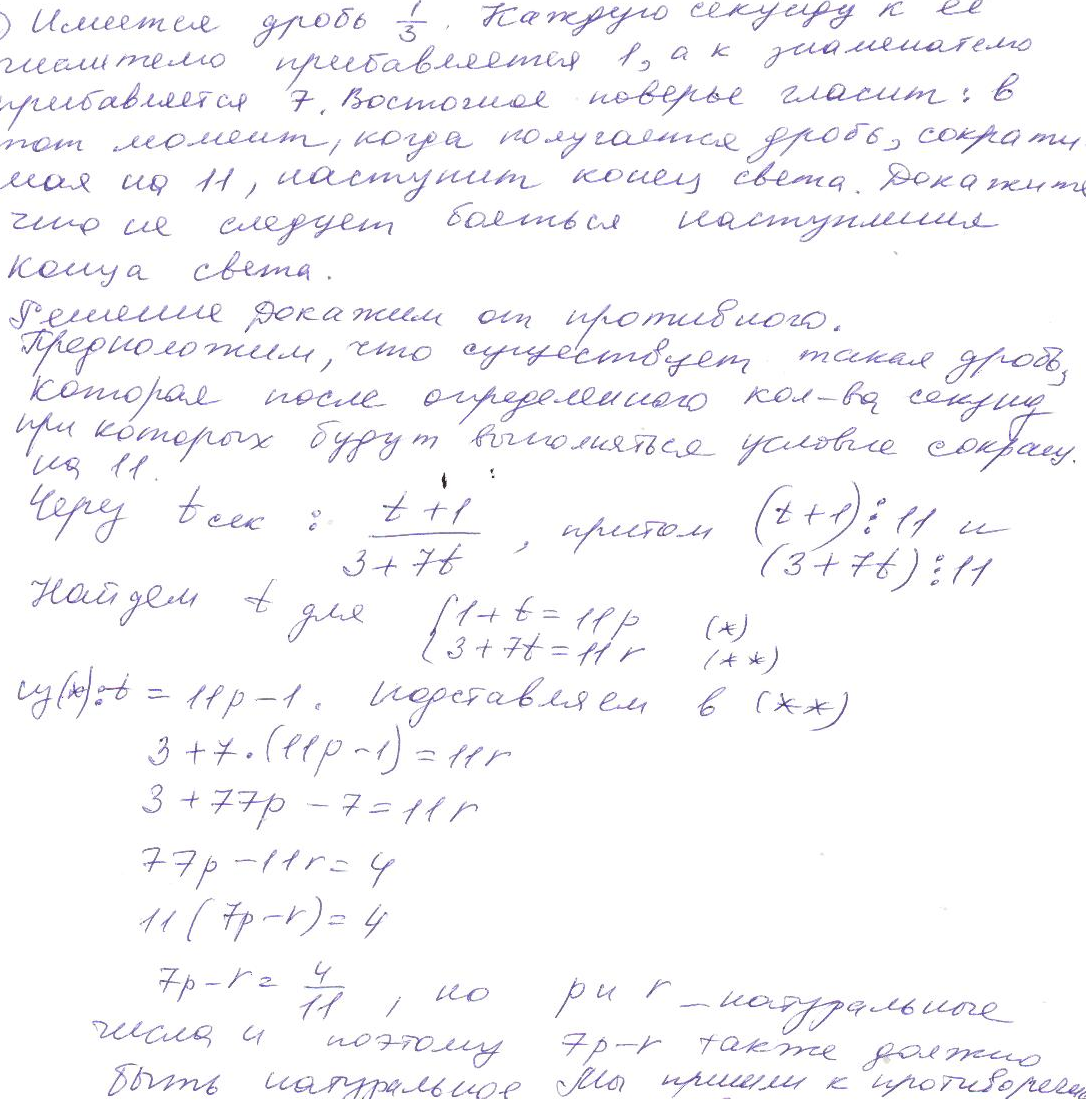 ) Имеется дробь 1/3. Каждую секунду к ее
числителю прибавляется 1, а к знаменателю
прибавляется 7. Восточное поверье гласит: в
тот момент, когда получается дробь, сократи-
мая на 11, наступит конец света. Докажите
что не следует бояться наступления
конца света.
Решение Докажем от противного.
Предположим, что существует такая дробь,
которая после определенного кол-ва секунд
при которых будут выполняться условие сокращ.
на 11.
Через t сек : (t+1)/(3+7t), притом (t+1)⋮11 и
(3+7t)⋮11
Найдем t для { 1+t=11p (*)
{ 3+7t=11r (**)
из(*): t = 11p-1. подставляем в (**)
3+7·(11p-1)=11r
3+77p-7=11r
77p-11r=4
11(7p-r)=4
7p-r= 4/11, но p и r – натуральные
числа и поэтому 7p-r также должно
быть натуральное Мы пришли к противоречи